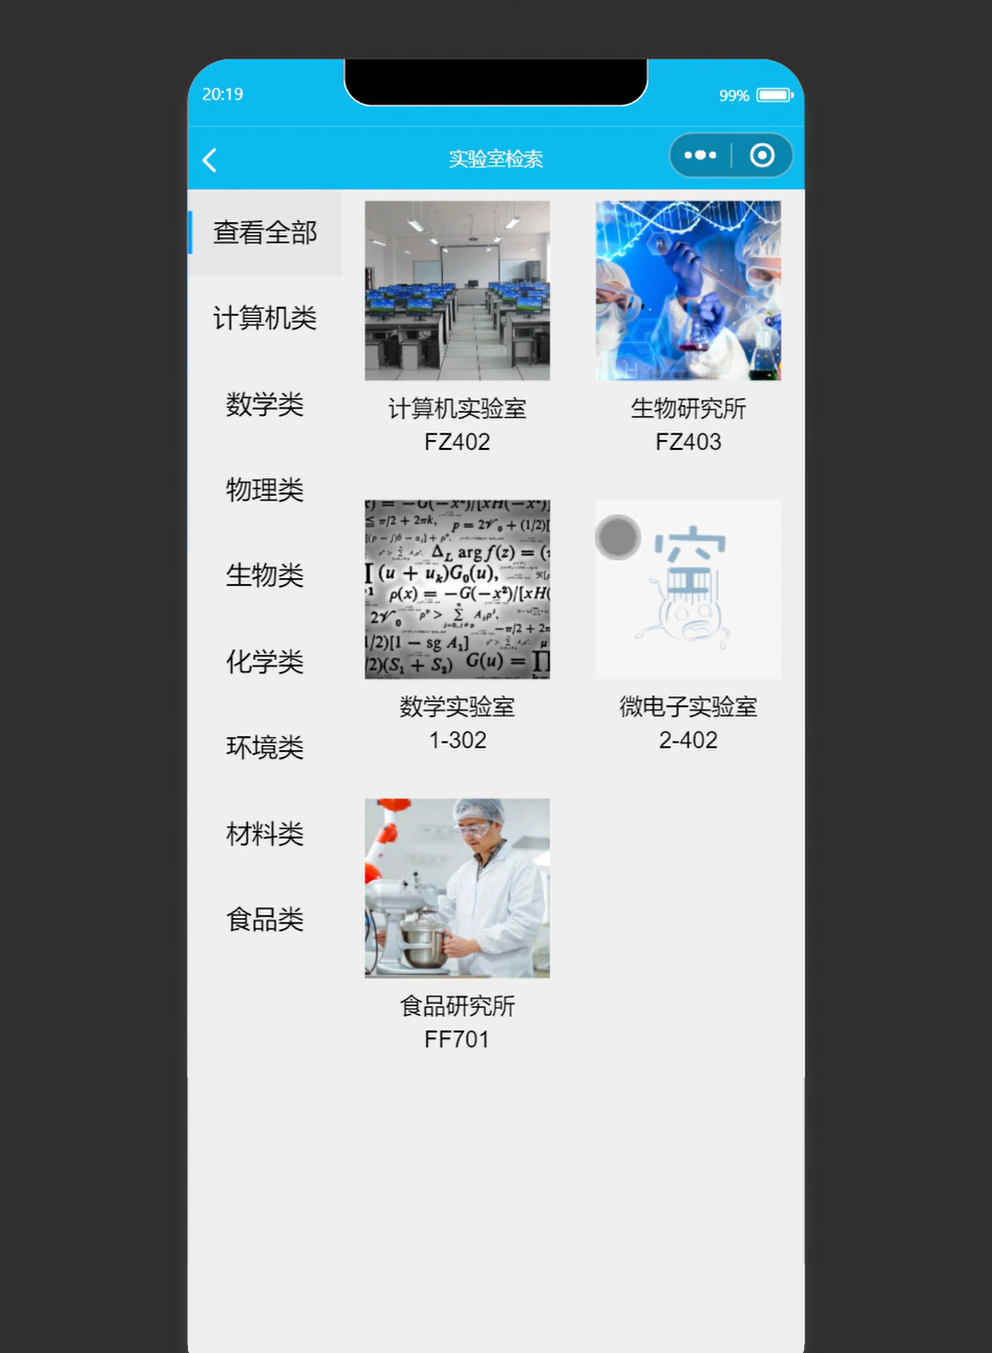 20:19
99%
实验室检索
查看全部
计算机类
数学类
物理类
生物类
化学类
环境类
材料类
食品类
计算机实验室
FZ402
生物研究所
FZ403
数学实验室
1-302
微电子实验室
2-402
食品研究所
FF701